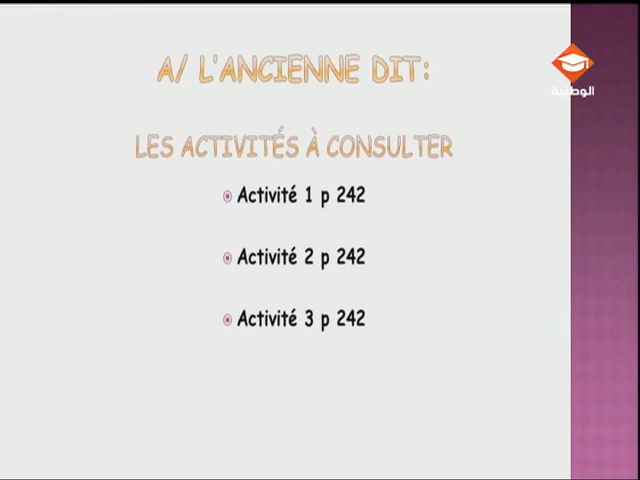 A/ L'ANCIENNE DIT:
الوطنية
LES ACTIVITÉS À CONSULTER
Activité 1 p 242
Activité 2 p 242
Activité 3 p 242